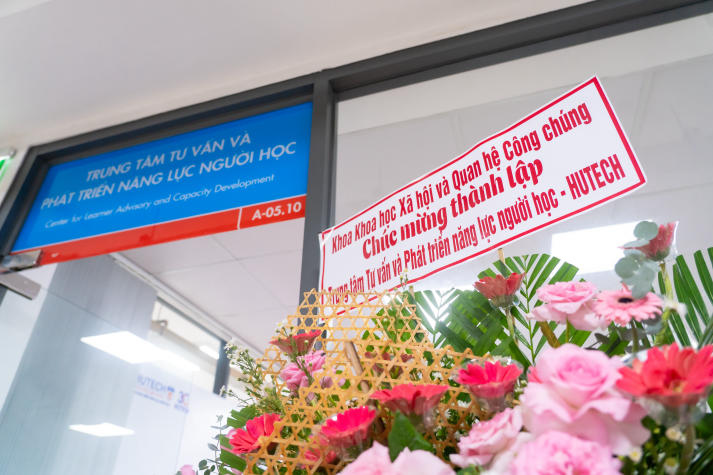 TRUNG TÂM TƯ VẤN VÀ
PHÁT TRIỂN NĂNG LỰC NGƯỜI HỌC
Center for Learner Advisory and Capacity Development
A-05.10
Khoa Khoa học Xã hội và Quan hệ Công chúng
Chúc mừng thành lập
Trung tâm Tư vấn và Phát triển năng lực người học - HUTECH
HUTECH